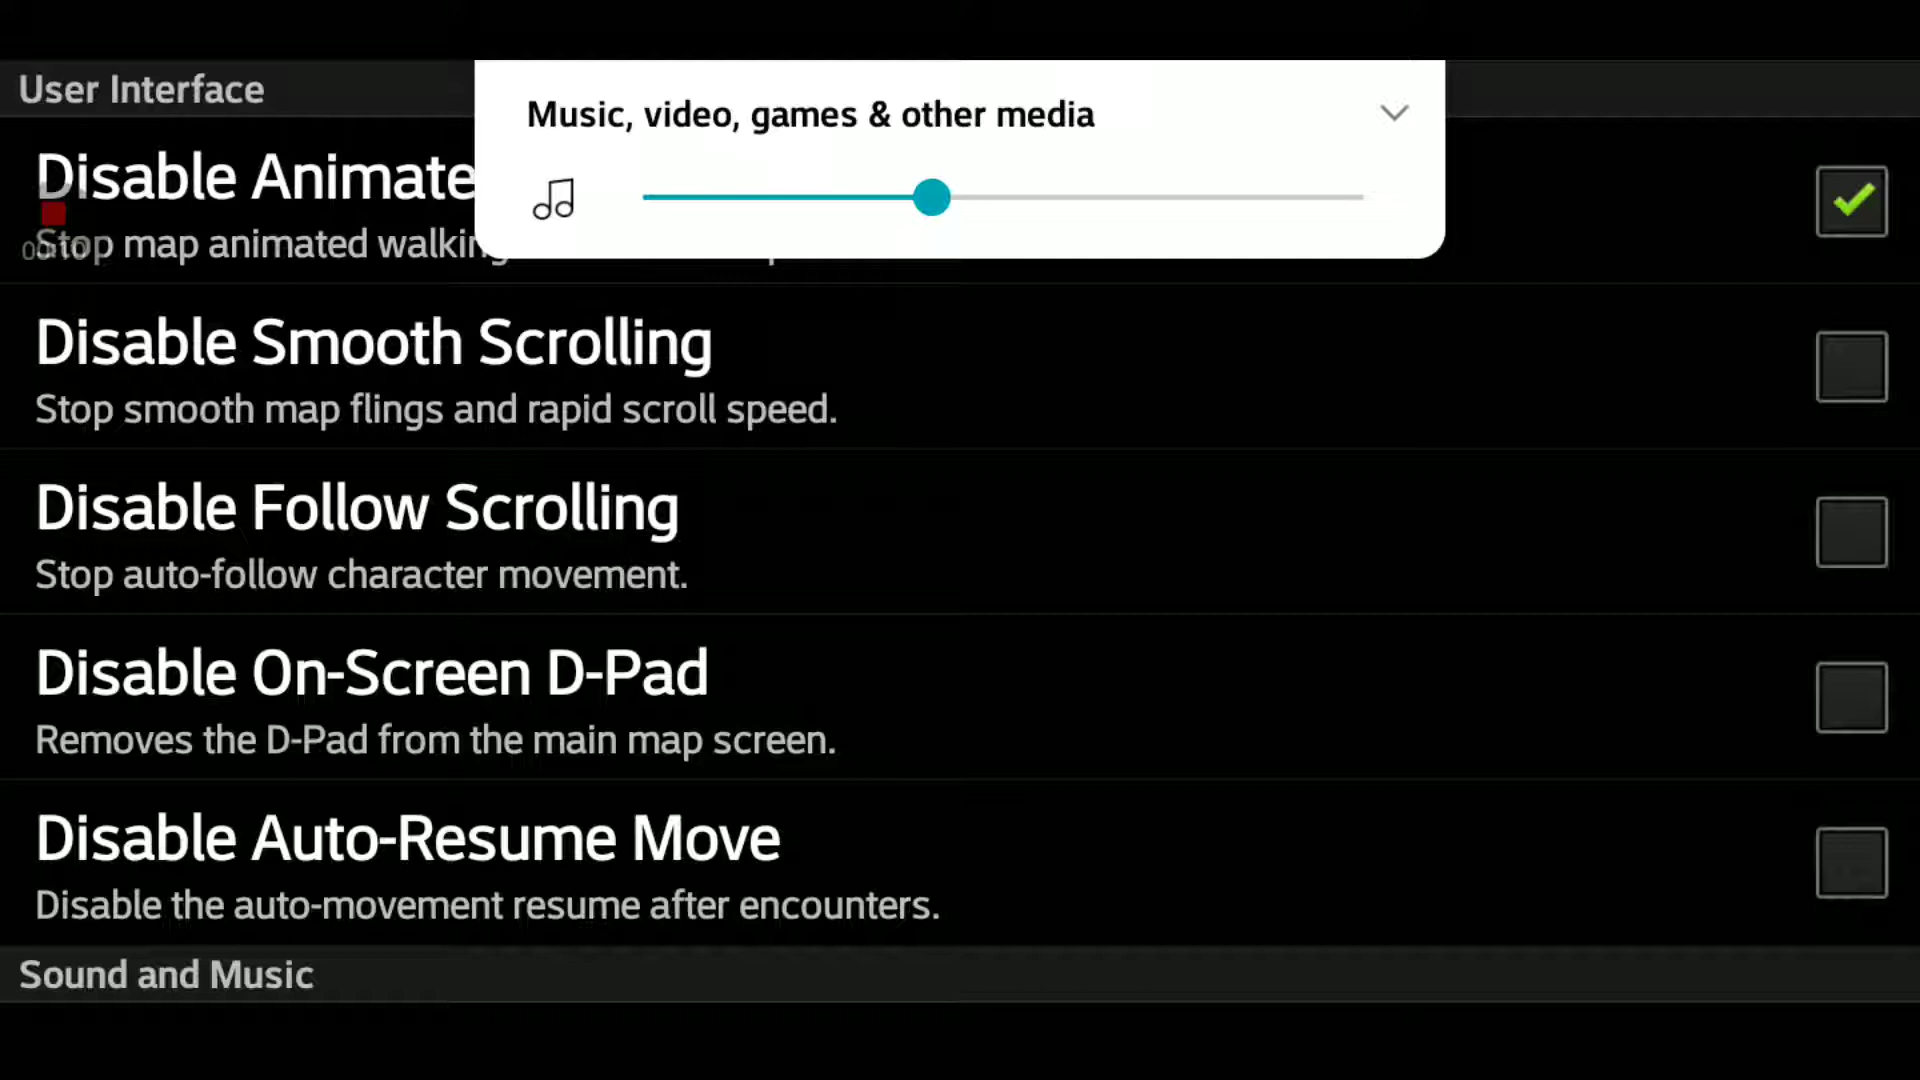 User Interface
Music, video, games & other media
Disable Animate
Stop map animated walking
Disable Smooth Scrolling
Stop smooth map flings and rapid scroll speed.
Disable Follow Scrolling
Stop auto-follow character movement.
Disable On-Screen D-Pad
Removes the D-Pad from the main map screen.
Disable Auto-Resume Move
Disable the auto-movement resume after encounters.
Sound and Music